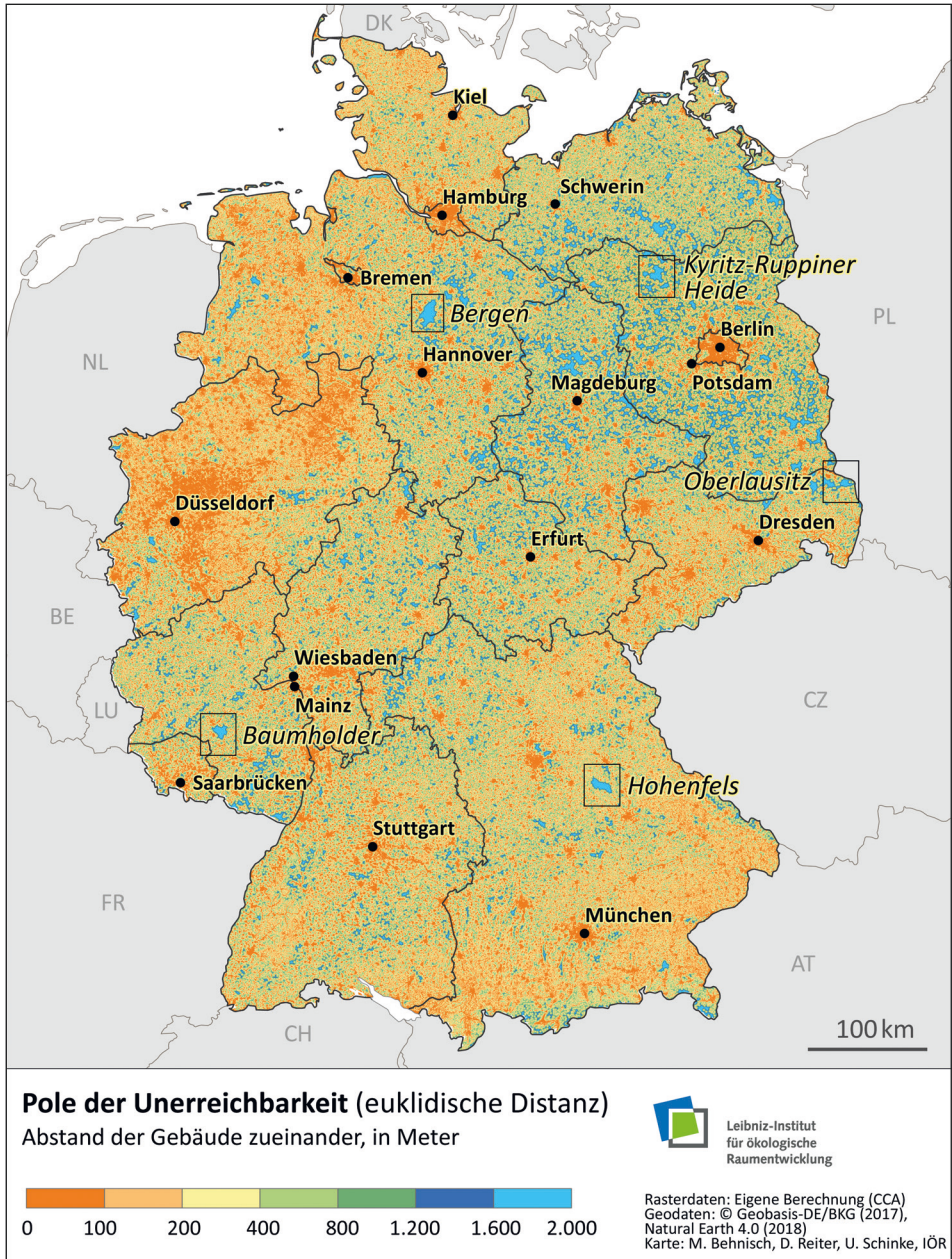 DK
Kiel
Hamburg
Schwerin
Kyritz-Ruppiner
Heide
Bremen
Bergen
PL
Berlin
NL
Hannover
Potsdam
Magdeburg
Oberlausitz
Düsseldorf
Dresden
Erfurt
BE
Wiesbaden
Mainz
LU
CZ
Baumholder
Saarbrücken
Hohenfels
Stuttgart
FR
München
AT
CH
100 km
Pole der Unerreichbarkeit (euklidische Distanz)
Abstand der Gebäude zueinander, in Meter
0 100 200 400 800 1.200 1.600 2.000
Leibniz-Institut
für ökologische
Raumentwicklung
Rasterdaten: Eigene Berechnung (CCA)
Geodaten: © Geobasis-DE/BKG (2017),
Natural Earth 4.0 (2018)
Karte: M. Behnisch, D. Reiter, U. Schinke, IÖR